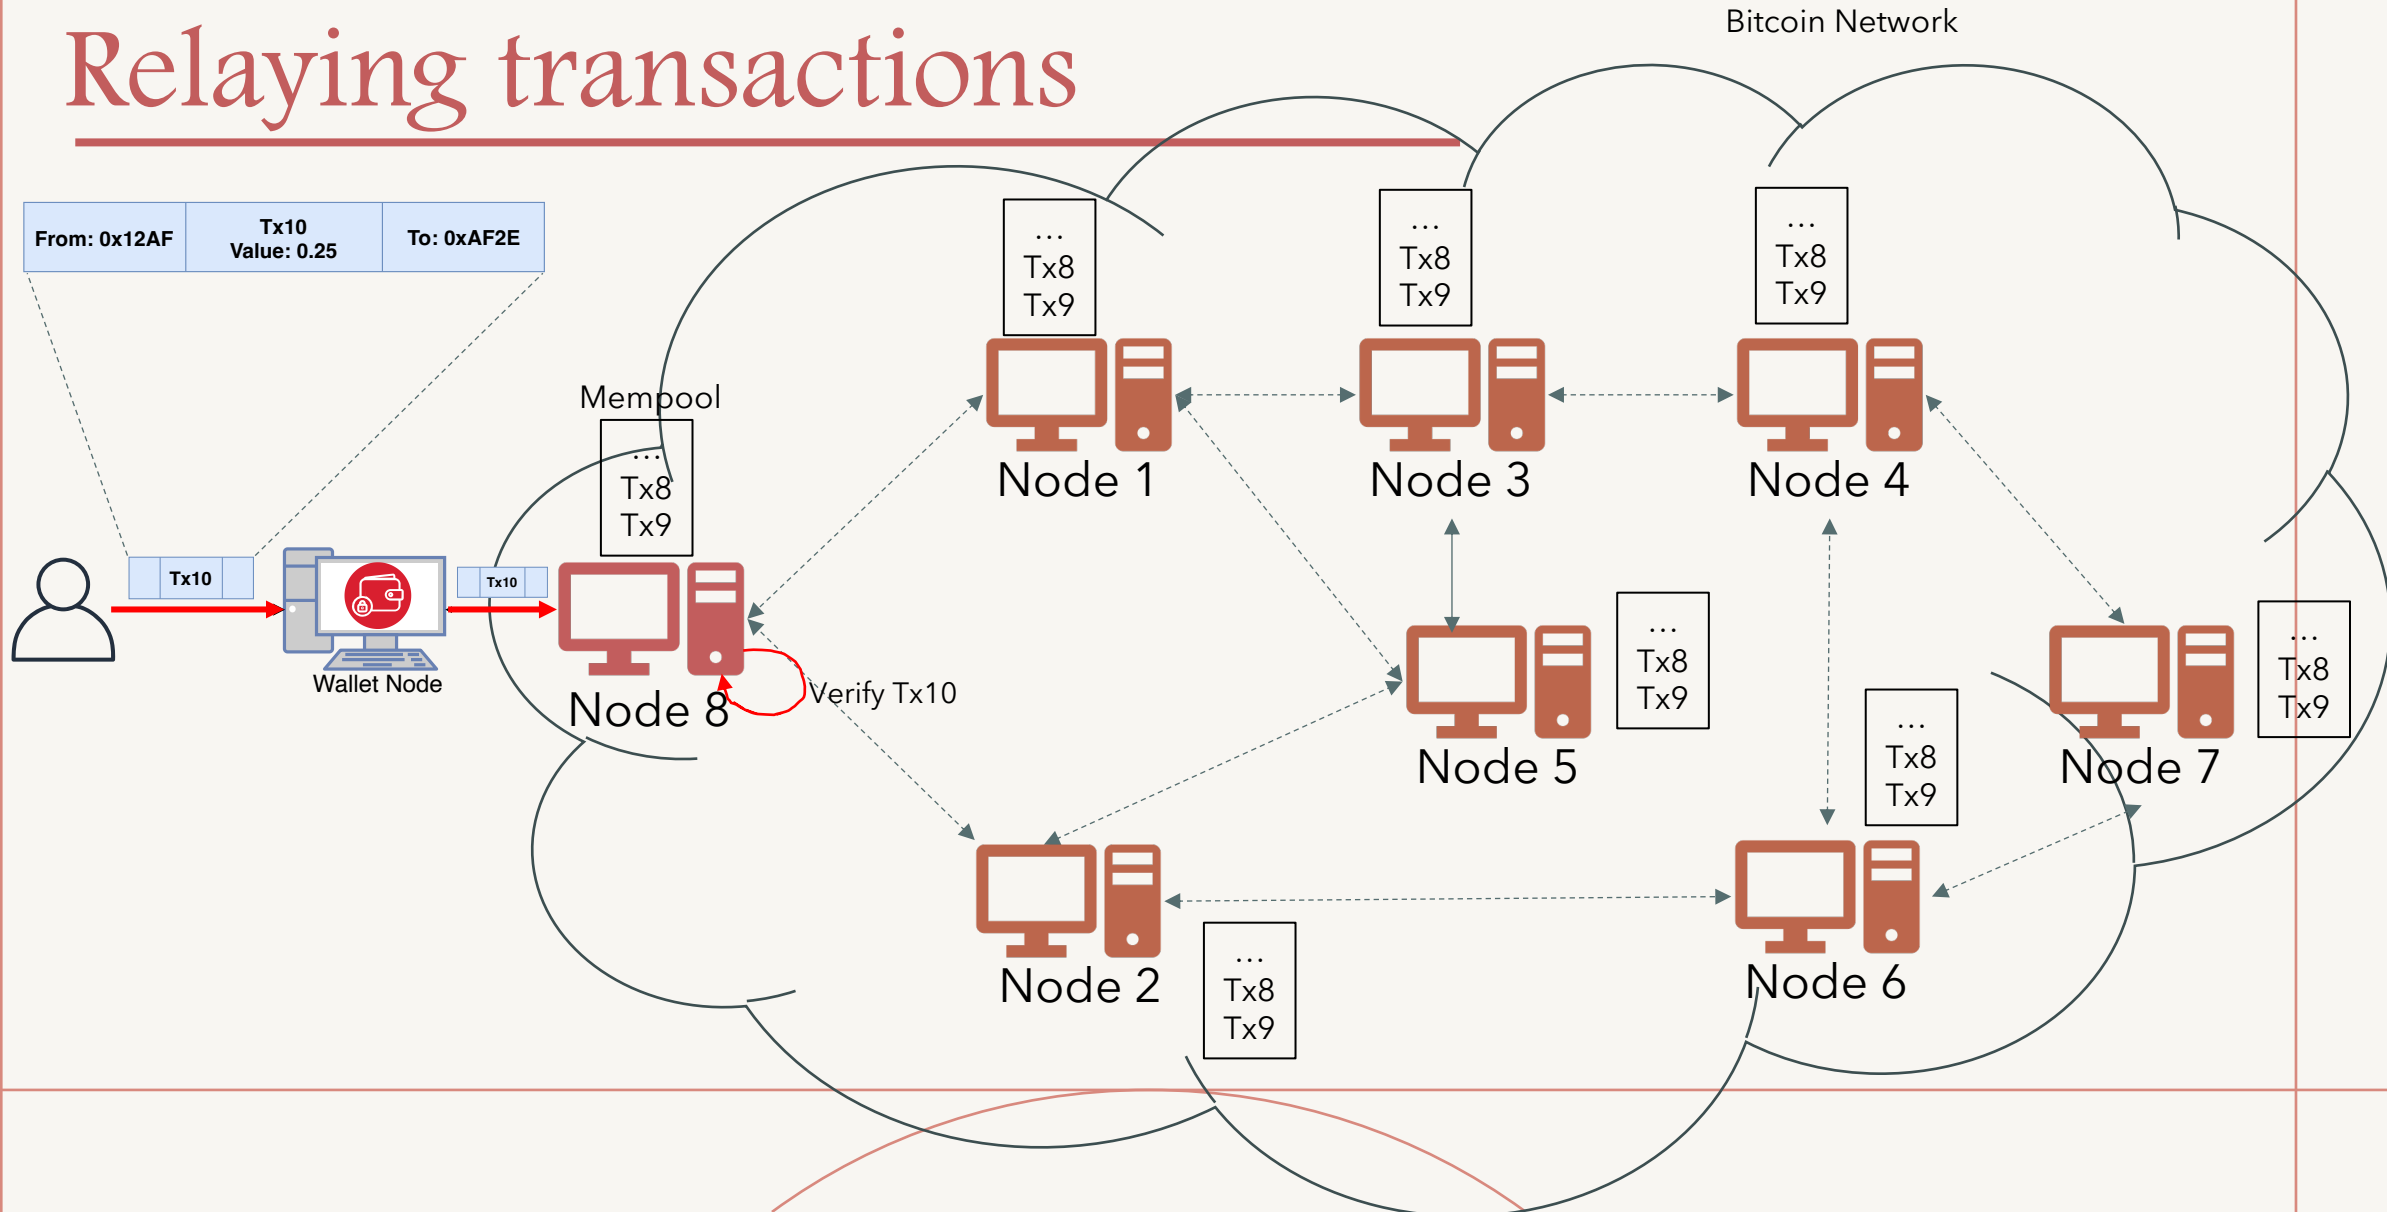 Relaying transactions
Bitcoin Network
From: 0x12AF
Tx10
Value: 0.25
To: 0xAF2E
...
Tx8
Tx9
...
Tx8
Tx9
...
Tx8
Tx9
Mempool
...
Tx8
Tx9
Node 1
Node 3
Node 4
Tx10
Tx10
Wallet Node
Node 8
Verify Tx10
...
Tx8
Tx9
Node 5
...
Tx8
Tx9
Node 7
...
Tx8
Tx9
Node 6
Node 2
...
Tx8
Tx9